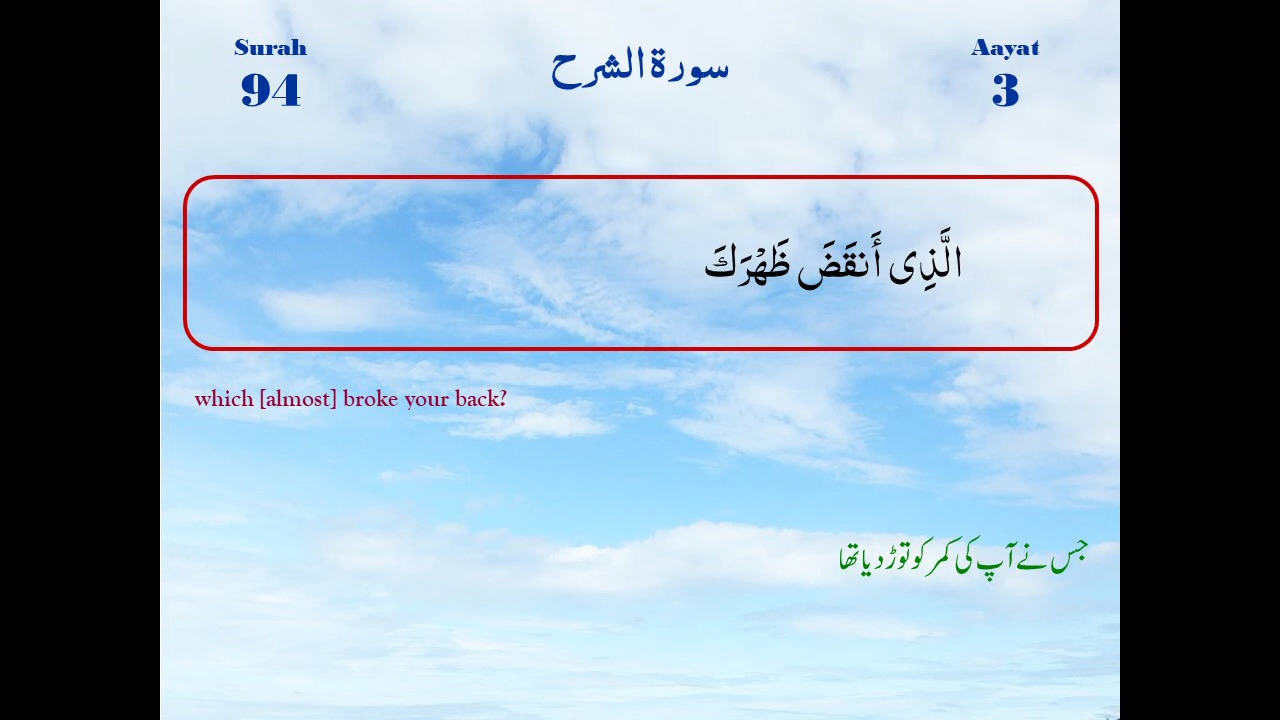 Surah
94
سورة الشرح
Aayat
3
الَّذِى أَنقَضَ ظَهْرَكَ
which [almost] broke your back?
جس نے آپ کی کمر کو توڑ دیا تھا